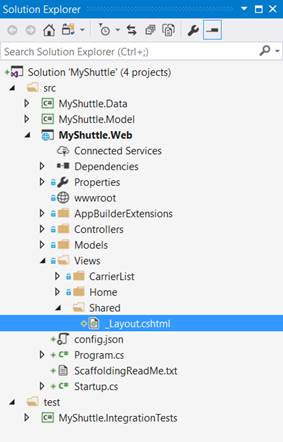 Solution Explorer
Search Solution Explorer (Ctrl+;)
Solution 'MyShuttle' (4 projects)
src
MyShuttle.Data
MyShuttle.Model
MyShuttle.Web
Connected Services
Dependencies
Properties
wwwroot
AppBuilderExtensions
Controllers
Models
Views
CarrierList
Home
Shared
_Layout.cshtml
config.json
C# Program.cs
ScaffoldingReadMe.txt
C# Startup.cs
test
MyShuttle.IntegrationTests